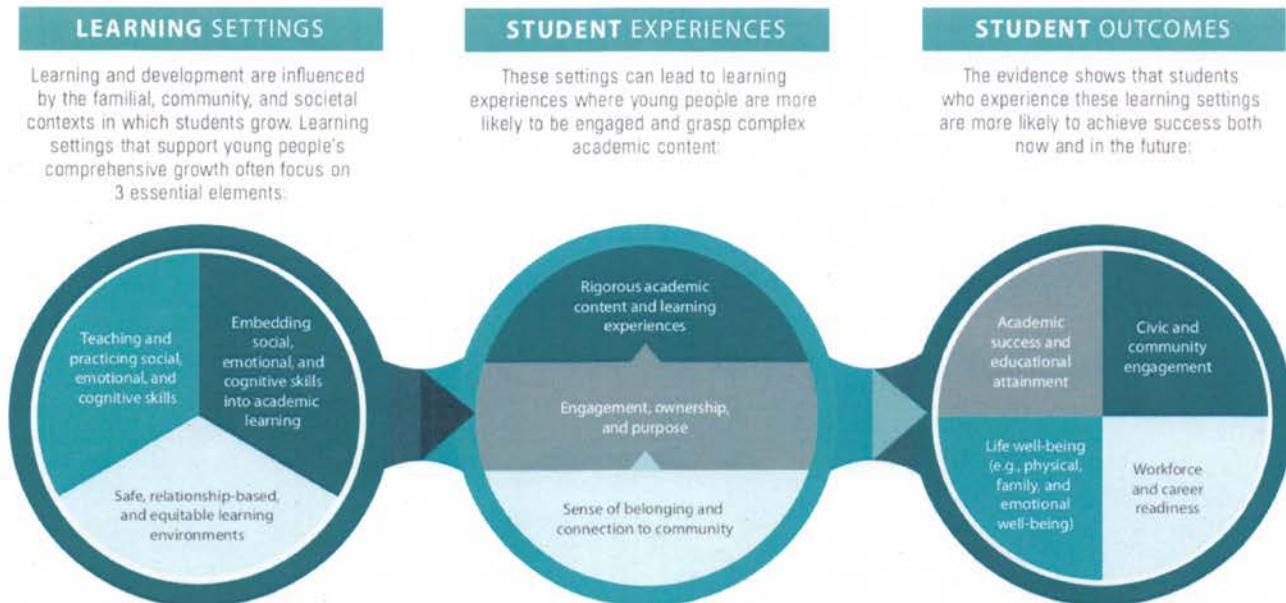 LEARNING SETTINGS
Learning and development are influenced
by the familial, community, and societal
contexts in which students grow. Learning
settings that support young people's
comprehensive growth often focus on
3 essential elements:
Teaching and
practicing social,
emotional, and
cognitive skills
Embedding
social,
emotional, and
cognitive skills
into academic
learning
Safe, relationship-based,
and equitable learning
environments
STUDENT EXPERIENCES
These settings can lead to learning
experiences where young people are more
likely to be engaged and grasp complex
academic content:
Rigorous academic
content and learning
experiences
Engagement, ownership,
and purpose
Sense of belonging and
connection to community
STUDENT OUTCOMES
The evidence shows that students
who experience these learning settings
are more likely to achieve success both
now and in the future:
Academic
success and
educational
attainment
Civic and
community
engagement
Life well-being
(e.g., physical,
family, and
emotional
well-being)
Workforce
and career
readiness